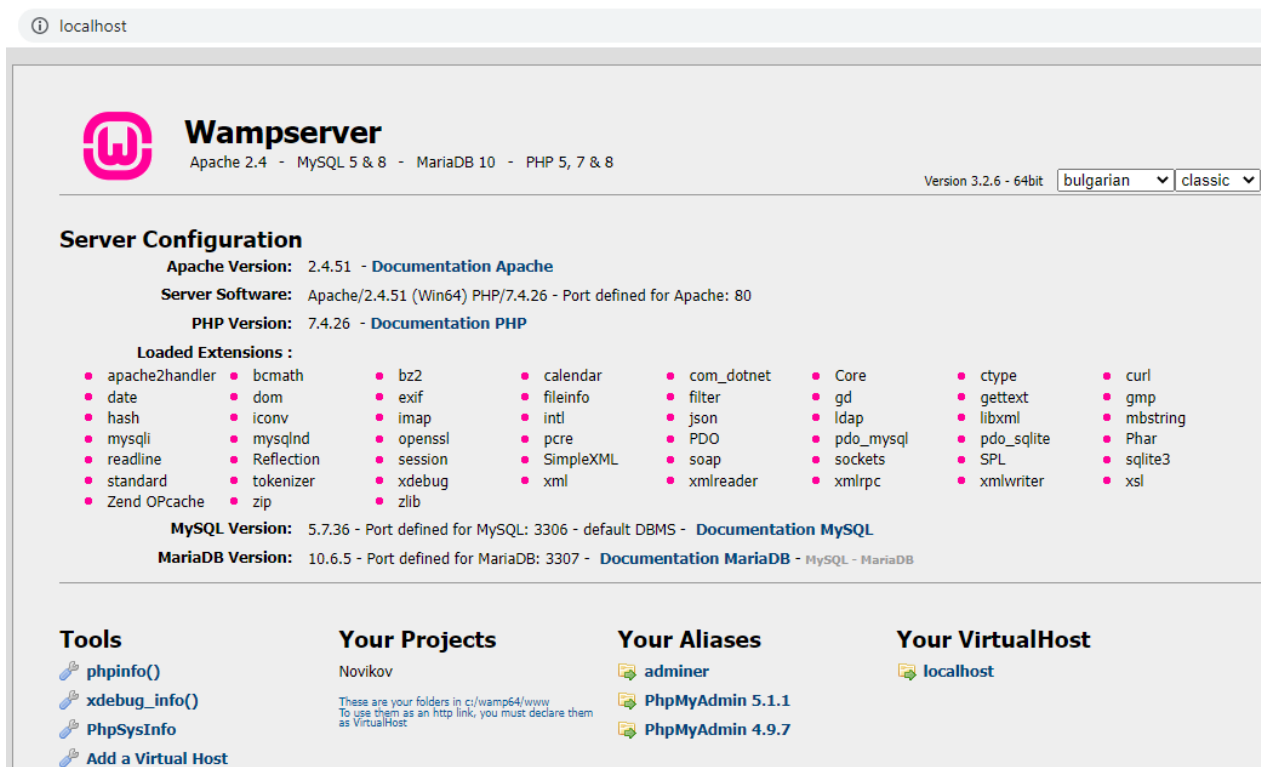 localhost
Wampserver
Apache 2.4 - MySQL 5 & 8 - MariaDB 10 - PHP 5, 7 & 8
Version 3.2.6 - 64bit bulgarian classic
Server Configuration
Apache Version: 2.4.51 - Documentation Apache
Server Software: Apache/2.4.51 (Win64) PHP/7.4.26 - Port defined for Apache: 80
PHP Version: 7.4.26 - Documentation PHP
Loaded Extensions :
apache2handler bcmath bz2 calendar com_dotnet Core ctype curl
date dom exif fileinfo filter gd gettext gmp
hash iconv imap intl json ldap libxml mbstring
mysqli mysqlnd openssl pcre PDO pdo_mysql pdo_sqlite Phar
readline Reflection session SimpleXML soap sockets SPL sqlite3
standard tokenizer xdebug xml xmlreader xmlrpc xmlwriter xsl
Zend OPcache zip zlib
MySQL Version: 5.7.36 - Port defined for MySQL: 3306 - default DBMS - Documentation MySQL
MariaDB Version: 10.6.5 - Port defined for MariaDB: 3307 - Documentation MariaDB - MySQL - MariaDB
Tools
phpinfo()
xdebug_info()
PhpSysInfo
Add a Virtual Host
Your Projects
Novikov
These are your folders in c:/wamp64/www
To use them as an http link, you must declare them
as VirtualHost
Your Aliases
adminer
PhpMyAdmin 5.1.1
PhpMyAdmin 4.9.7
Your VirtualHost
localhost